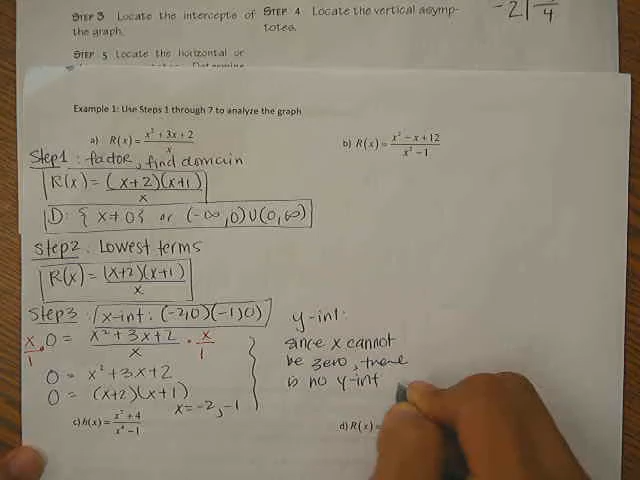 STEP 3 Locate the intercepts of
the graph.
STEP 4 Locate the vertical asymp-
totes.
STEP 5 Locate the horizontal or
-2 | 4
Example 1: Use Steps 1 through 7 to analyze the graph
a) R(x) = (x² + 3x + 2)/x
b) R(x) = (x² − x + 12)/(x² − 1)
Step1 : factor, find domain
R(x) = (x+2)(x+1)/x
D: { x ≠ 0 } or (-∞, 0) ∪ (0, ∞)
Step2 : Lowest terms
R(x) = (x+2)(x+1)/x
Step3 : x-int: (-2,0)(-1,0)
x/1 · 0 = (x² + 3x + 2)/x · x/1
0 = x² + 3x + 2
0 = (x+2)(x+1)
x = -2, -1
y-int:
since x cannot
be zero, there
is no y-int
c) h(x) = (x² + 4)/(x⁴ − 1)
d) R(x) =